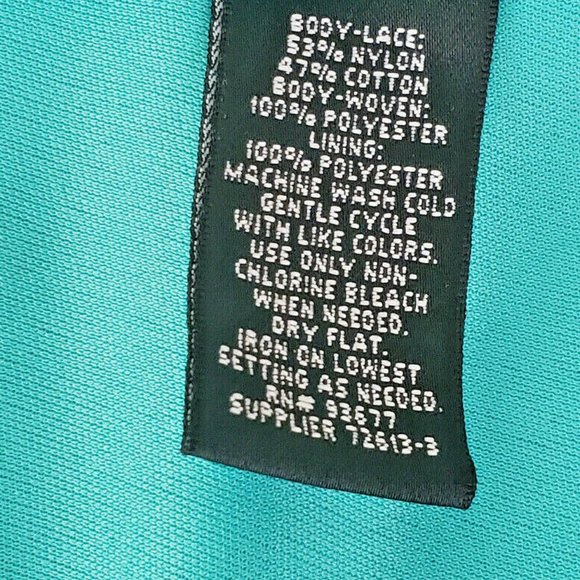 BODY-LACE:
53% NYLON
47% COTTON
BODY-WOVEN:
100% POLYESTER
LINING:
100% POLYESTER
MACHINE WASH COLD
GENTLE CYCLE
WITH LIKE COLORS.
USE ONLY NON-
CHLORINE BLEACH
WHEN NEEDED.
DRY FLAT.
IRON ON LOWEST
SETTING AS NEEDED.
RN# 93677
SUPPLIER 72613-3